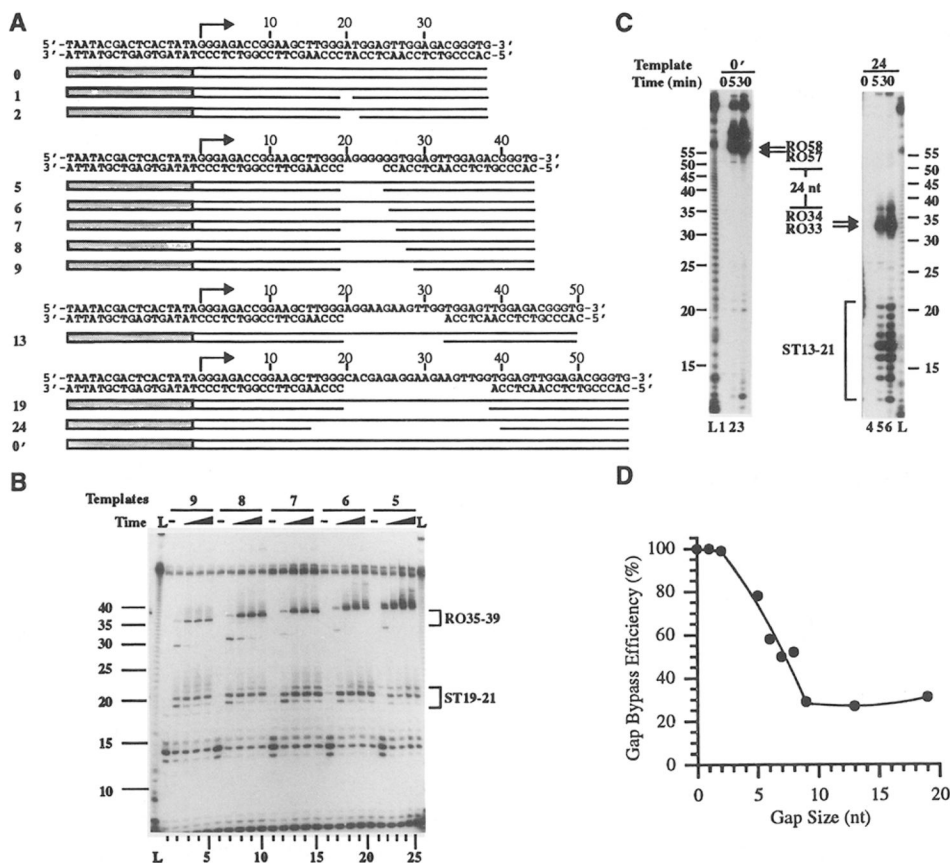 A
10 20 30
5′-TAATACGACTCACTATAGGGAGACCGGAAGCTTGGGATGGAGTTGGAGACGGGTG-3′
3′-ATTATGCTGAGTGATATCCCTCTGGCCTTCGAACCCTACCTCAACCTCTGCCCAC-5′
0
1
2
10 20 30 40
5′-TAATACGACTCACTATAGGGAGACCGGAAGCTTGGGAGGGGGGTGGAGTTGGAGACGGGTG-3′
3′-ATTATGCTGAGTGATATCCCTCTGGCCTTCGAACCC CCACCTCAACCTCTGCCCAC-5′
5
6
7
8
9
10 20 30 40 50
5′-TAATACGACTCACTATAGGGAGACCGGAAGCTTGGGAGGAAGAAGTTGGTGGAGTTGGAGACGGGTG-3′
3′-ATTATGCTGAGTGATATCCCTCTGGCCTTCGAACCC ACCTCAACCTCTGCCCAC-5′
13
10 20 30 40 50
5′-TAATACGACTCACTATAGGGAGACCGGAAGCTTGGGCACGAGAGGAAGAAGTTGGTGGAGTTGGAGACGGGTG-3′
3′-ATTATGCTGAGTGATATCCCTCTGGCCTTCGAACCC ACCTCAACCTCTGCCCAC-5′
19
24
0′
B
Templates 9 8 7 6 5
Time L - - - - - L
40
35
30
25
20
15
10
RO35-39
ST19-21
L 5 10 15 20 25
C
Template 0′ 24
Time (min) 0 5 30 0 5 30
55
50
45
40
35
30
25
20
15
RO58
RO57
24 nt
RO34
RO33
ST13-21
55
50
45
40
35
30
25
20
15
L 1 2 3 4 5 6 L
D
Gap Bypass Efficiency (%)
100
80
60
40
20
0
0 5 10 15 20
Gap Size (nt)